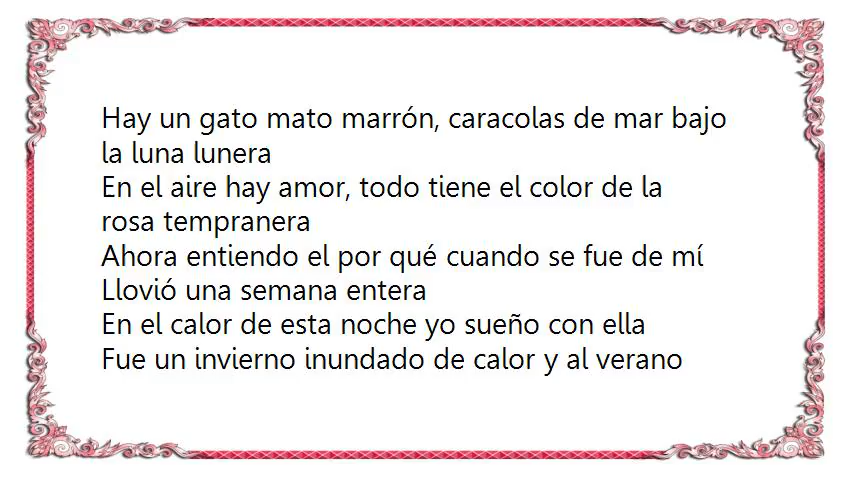 Hay un gato mato marrón, caracolas de mar bajo
la luna lunera
En el aire hay amor, todo tiene el color de la
rosa tempranera
Ahora entiendo el por qué cuando se fue de mí
Llovió una semana entera
En el calor de esta noche yo sueño con ella
Fue un invierno inundado de calor y al verano